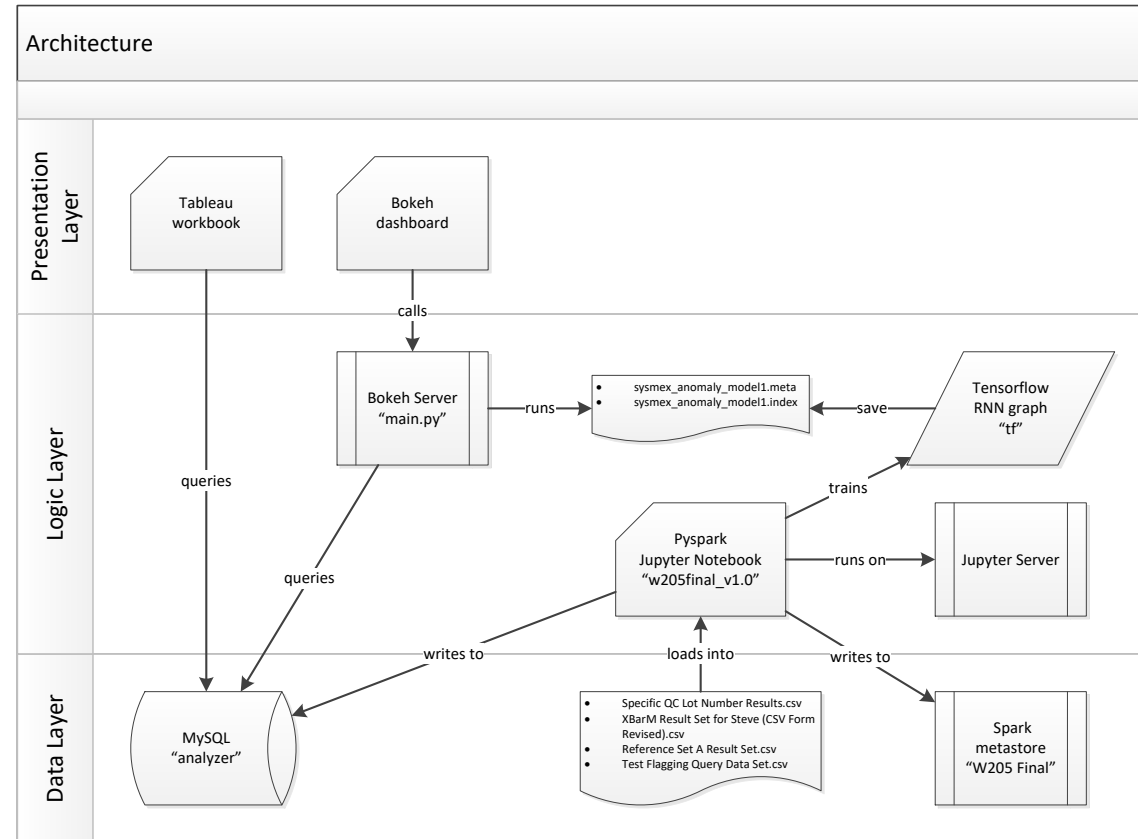 Architecture
Presentation
Layer
Tableau
workbook
Bokeh
dashboard
calls
Logic Layer
Bokeh Server
“main.py”
runs
• sysmex_anomaly_model1.meta
• sysmex_anomaly_model1.index
save
Tensorflow
RNN graph
“tf”
queries
trains
Pyspark
Jupyter Notebook
“w205final_v1.0”
runs on
Jupyter Server
queries
writes to
loads into
writes to
Data Layer
MySQL
“analyzer”
• Specific QC Lot Number Results.csv
• XBarM Result Set for Steve (CSV Form
Revised).csv
• Reference Set A Result Set.csv
• Test Flagging Query Data Set.csv
Spark
metastore
“W205 Final”